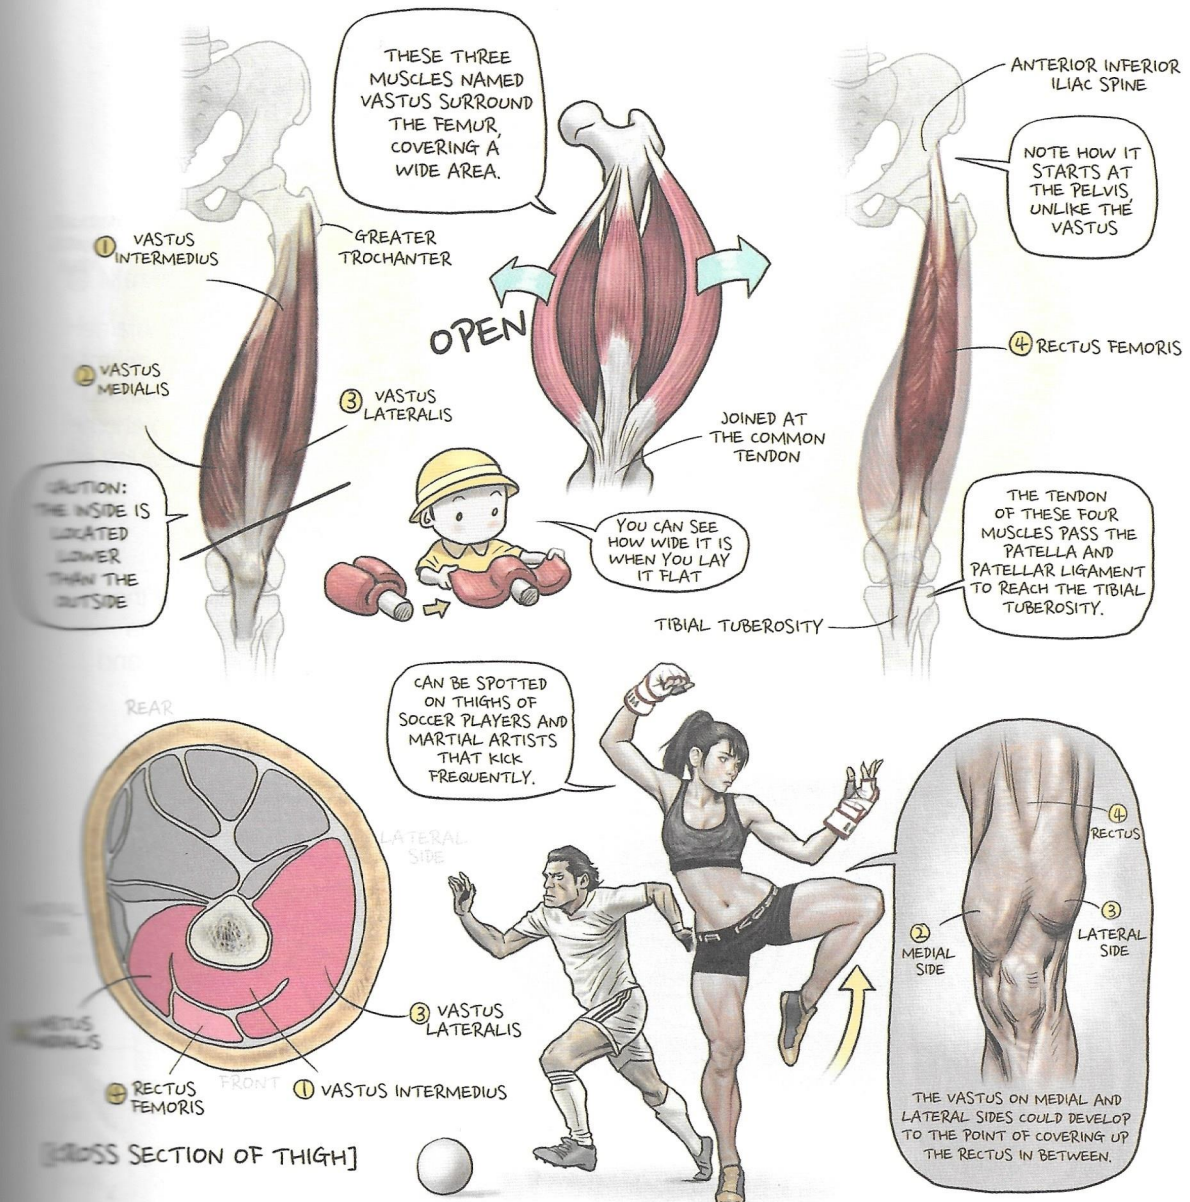 THESE THREE
MUSCLES NAMED
VASTUS SURROUND
THE FEMUR,
COVERING A
WIDE AREA.
ANTERIOR INFERIOR
ILIAC SPINE
NOTE HOW IT
STARTS AT
THE PELVIS,
UNLIKE THE
VASTUS
1 VASTUS
INTERMEDIUS
GREATER
TROCHANTER
OPEN
4 RECTUS FEMORIS
2 VASTUS
MEDIALIS
3 VASTUS
LATERALIS
JOINED AT
THE COMMON
TENDON
CAUTION:
THE INSIDE IS
LOCATED
LOWER
THAN THE
OUTSIDE
YOU CAN SEE
HOW WIDE IT IS
WHEN YOU LAY
IT FLAT
THE TENDON
OF THESE FOUR
MUSCLES PASS THE
PATELLA AND
PATELLAR LIGAMENT
TO REACH THE TIBIAL
TUBEROSITY.
TIBIAL TUBEROSITY
CAN BE SPOTTED
ON THIGHS OF
SOCCER PLAYERS AND
MARTIAL ARTISTS
THAT KICK
FREQUENTLY.
REAR
LATERAL
SIDE
3 VASTUS
LATERALIS
4 RECTUS
FEMORIS
FRONT
1 VASTUS INTERMEDIUS
[CROSS SECTION OF THIGH]
4
RECTUS
2
MEDIAL
SIDE
3
LATERAL
SIDE
THE VASTUS ON MEDIAL AND
LATERAL SIDES COULD DEVELOP
TO THE POINT OF COVERING UP
THE RECTUS IN BETWEEN.